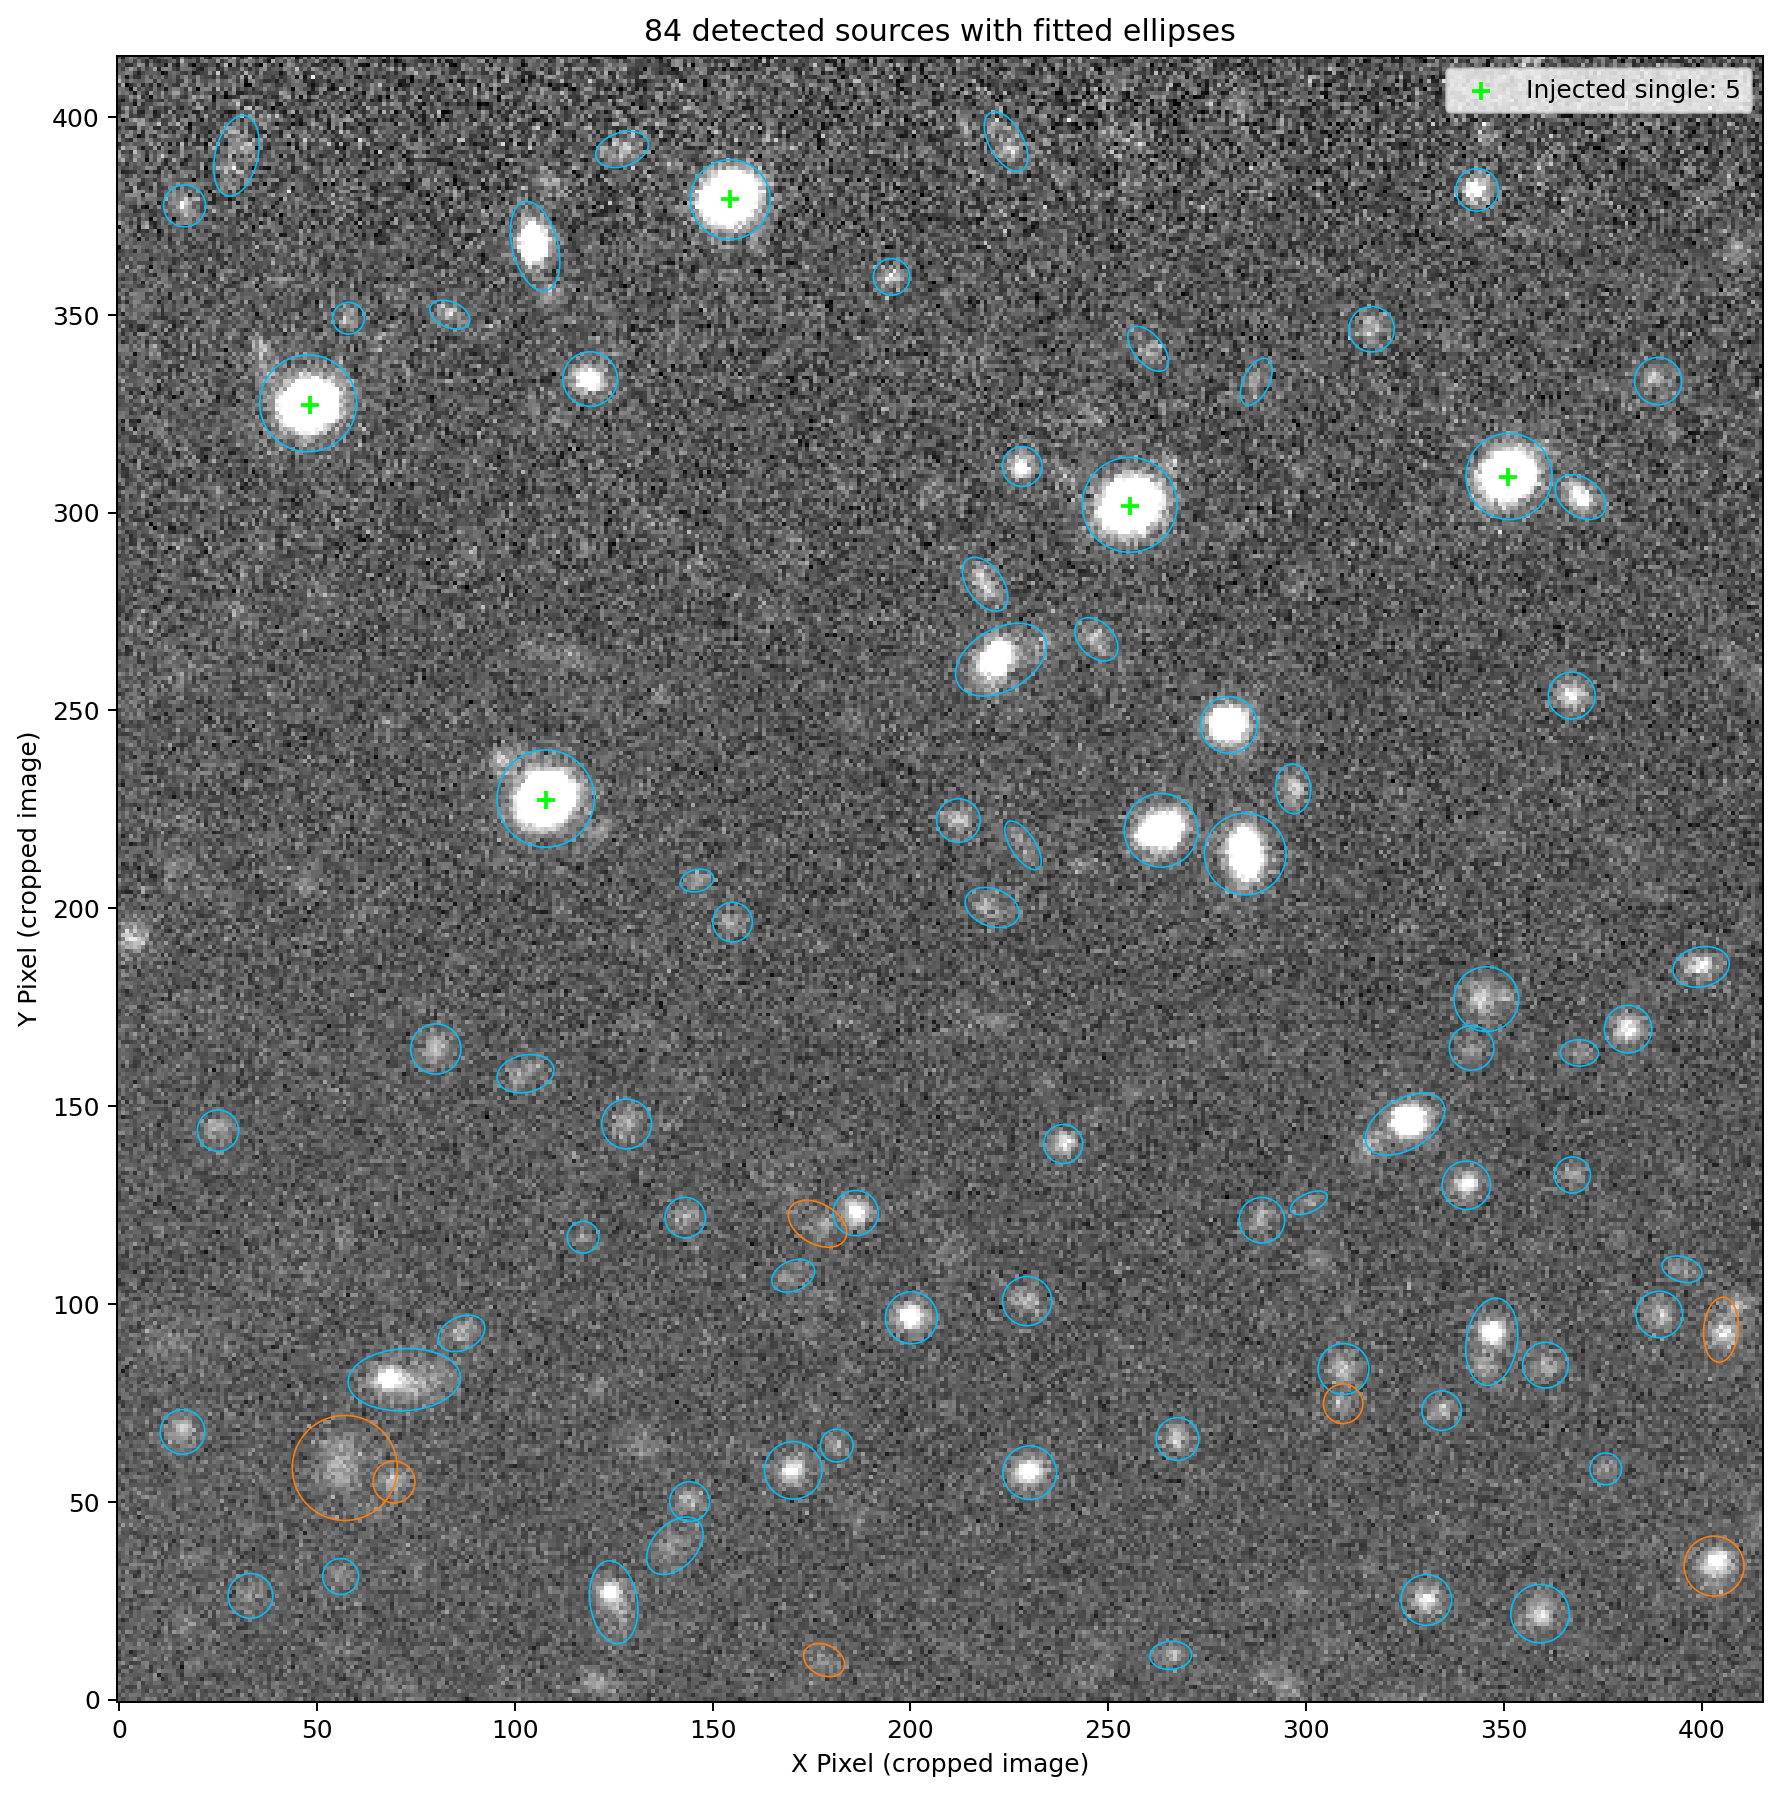 84 detected sources with fitted ellipses
Injected single: 5
400
350
300
250
200
150
100
50
0
Y Pixel (cropped image)
0 50 100 150 200 250 300 350 400
X Pixel (cropped image)